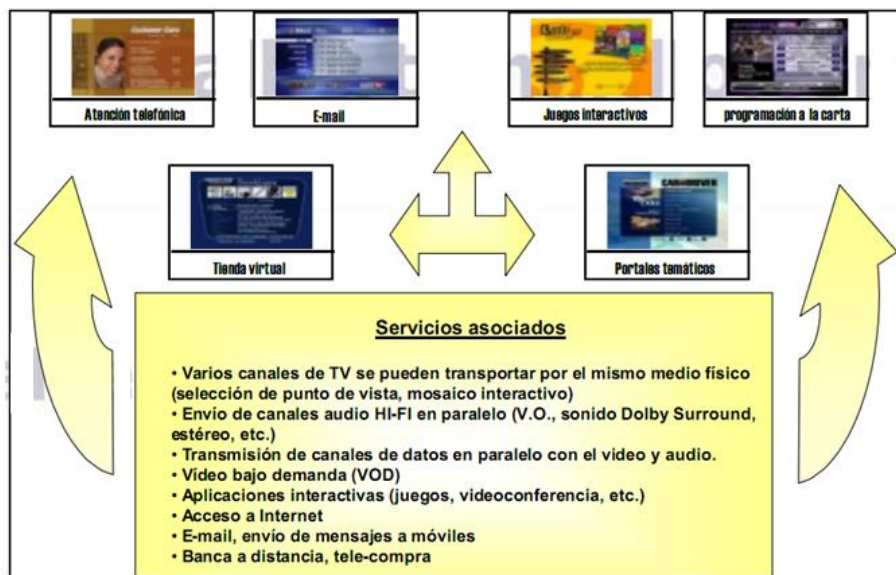 Customer Care
Atención telefónica
E-mail
Juegos interactivos
programación a la carta
Tienda virtual
CAR&DRIVER
Portales temáticos
Servicios asociados
• Varios canales de TV se pueden transportar por el mismo medio físico
(selección de punto de vista, mosaico interactivo)
• Envío de canales audio HI-FI en paralelo (V.O., sonido Dolby Surround,
estéreo, etc.)
• Transmisión de canales de datos en paralelo con el video y audio.
• Vídeo bajo demanda (VOD)
• Aplicaciones interactivas (juegos, videoconferencia, etc.)
• Acceso a Internet
• E-mail, envío de mensajes a móviles
• Banca a distancia, tele-compra